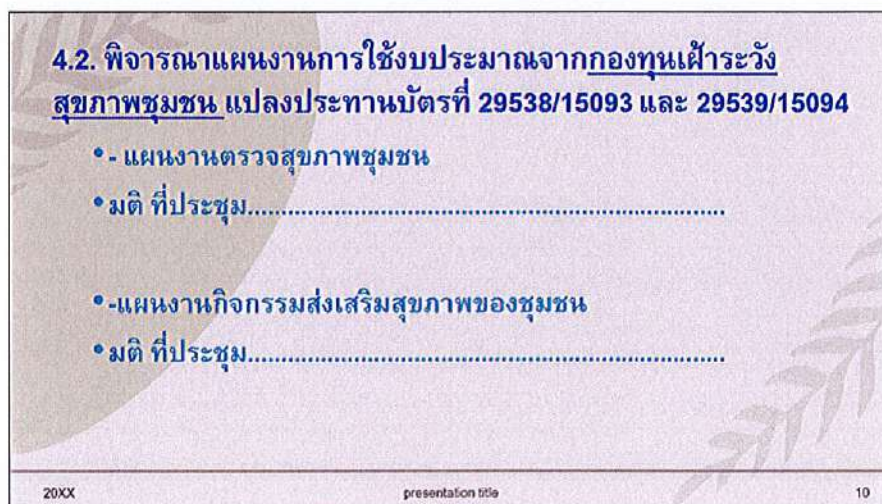 4.2. พิจารณาแผนงานการใช้งบประมาณจากกองทุนเฝ้าระวัง
สุขภาพชุมชน แปลงประทานบัตรที่ 29538/15093 และ 29539/15094
•- แผนงานตรวจสุขภาพชุมชน
•มติ ที่ประชุม.......................................................................
•-แผนงานกิจกรรมส่งเสริมสุขภาพของชุมชน
•มติ ที่ประชุม.......................................................................
20XX presentation title 10